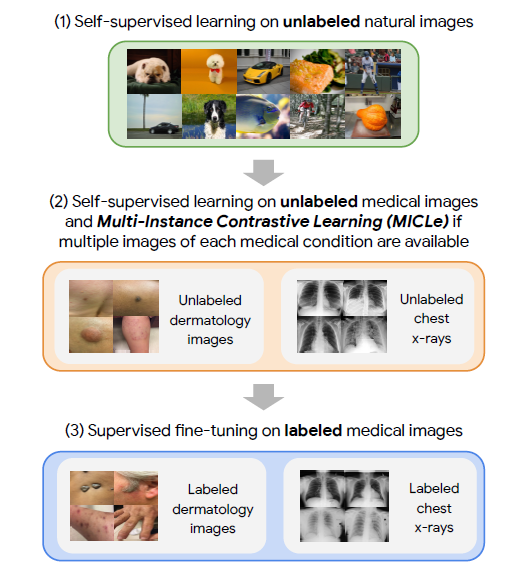 (1) Self-supervised learning on unlabeled natural images
(2) Self-supervised learning on unlabeled medical images
and Multi-Instance Contrastive Learning (MICLe) if
multiple images of each medical condition are available
Unlabeled
dermatology
images
Unlabeled
chest
x-rays
(3) Supervised fine-tuning on labeled medical images
Labeled
dermatology
images
Labeled
chest
x-rays